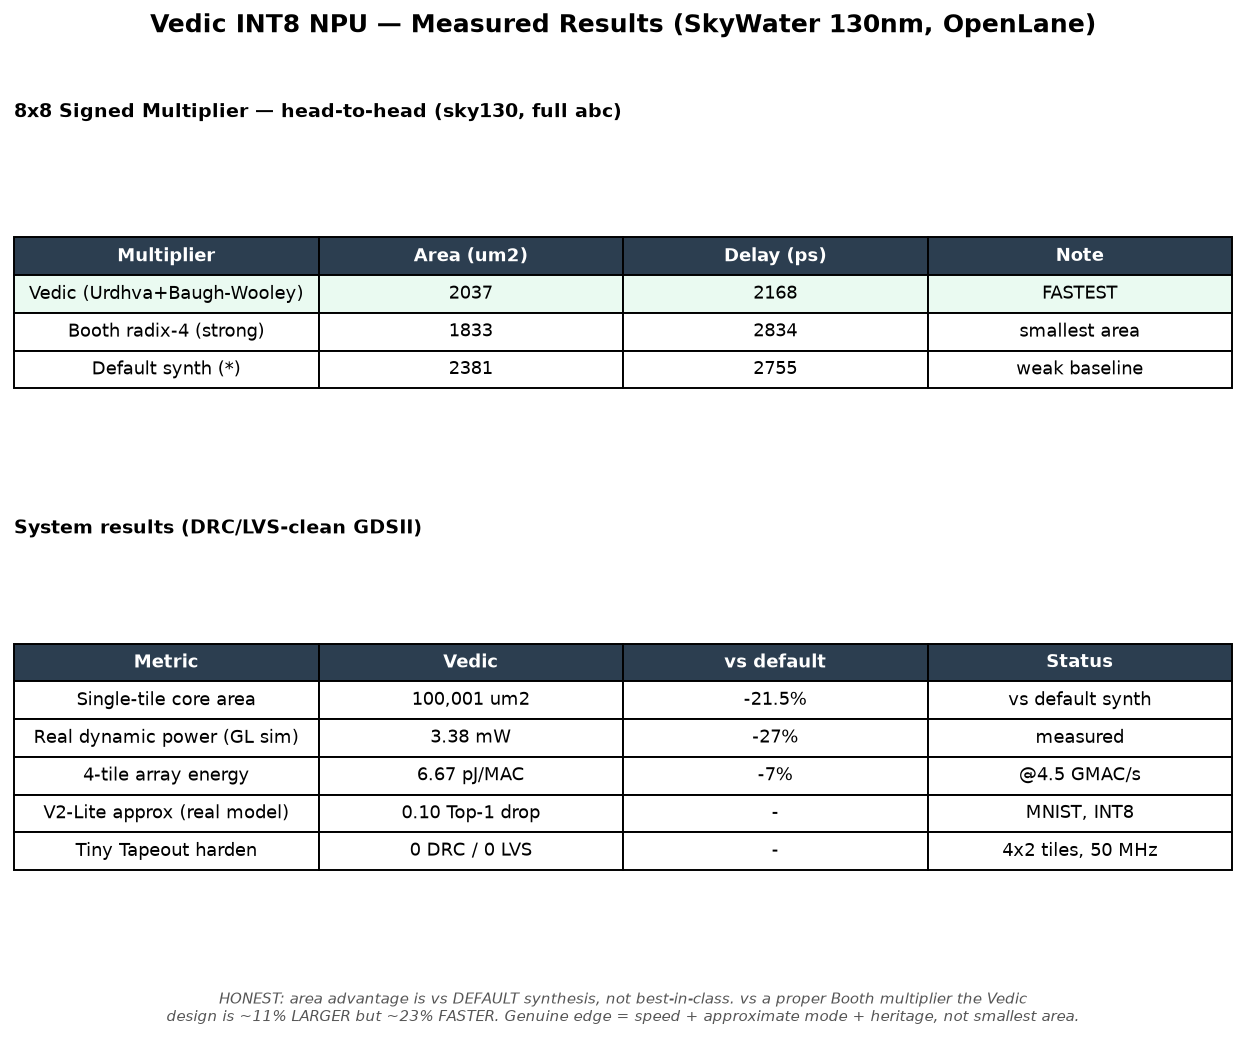 Vedic INT8 NPU — Measured Results (SkyWater 130nm, OpenLane)
8x8 Signed Multiplier — head-to-head (sky130, full abc)
Multiplier Area (um2) Delay (ps) Note
Vedic (Urdhva+Baugh-Wooley) 2037 2168 FASTEST
Booth radix-4 (strong) 1833 2834 smallest area
Default synth (*) 2381 2755 weak baseline
System results (DRC/LVS-clean GDSII)
Metric Vedic vs default Status
Single-tile core area 100,001 um2 -21.5% vs default synth
Real dynamic power (GL sim) 3.38 mW -27% measured
4-tile array energy 6.67 pJ/MAC -7% @4.5 GMAC/s
V2-Lite approx (real model) 0.10 Top-1 drop - MNIST, INT8
Tiny Tapeout harden 0 DRC / 0 LVS - 4x2 tiles, 50 MHz
HONEST: area advantage is vs DEFAULT synthesis, not best-in-class. vs a proper Booth multiplier the Vedic
design is ~11% LARGER but ~23% FASTER. Genuine edge = speed + approximate mode + heritage, not smallest area.